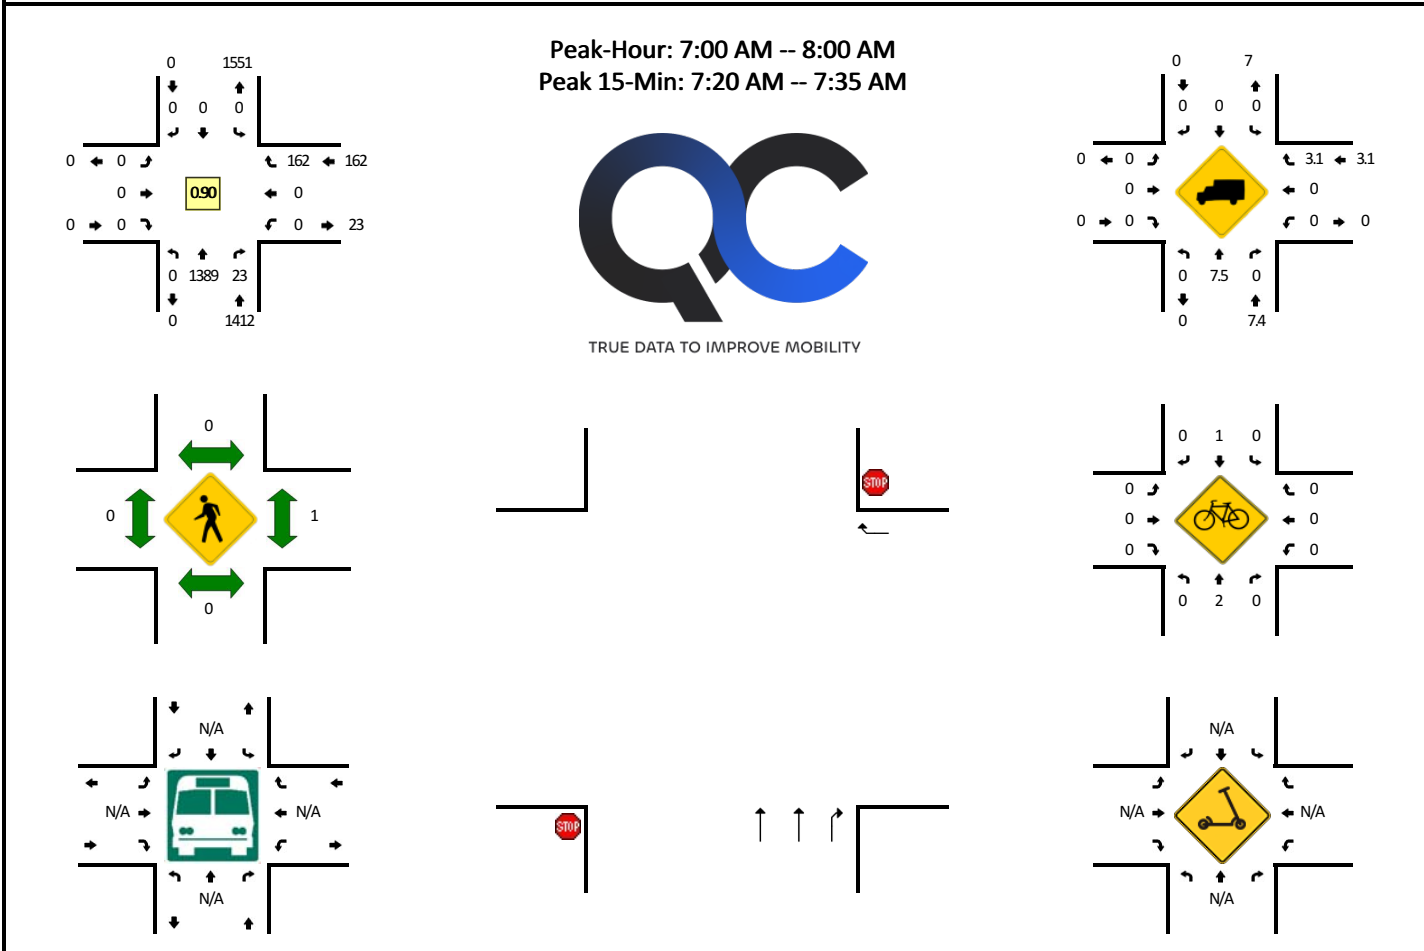 Peak-Hour: 7:00 AM -- 8:00 AM
Peak 15-Min: 7:20 AM -- 7:35 AM
0 1551
0 0 0
0 0 162 162
0 0.90 0
0 0 0 23
0 1389 23
0 1412
QC
TRUE DATA TO IMPROVE MOBILITY
0 7
0 0 0
0 0 3.1 3.1
0 0
0 0 0 0
0 7.5 0
0 7.4
0
0 1
0
STOP
STOP
0 1 0
0 0
0 0
0 0
0 2 0
N/A
N/A N/A
N/A
N/A
N/A N/A
N/A